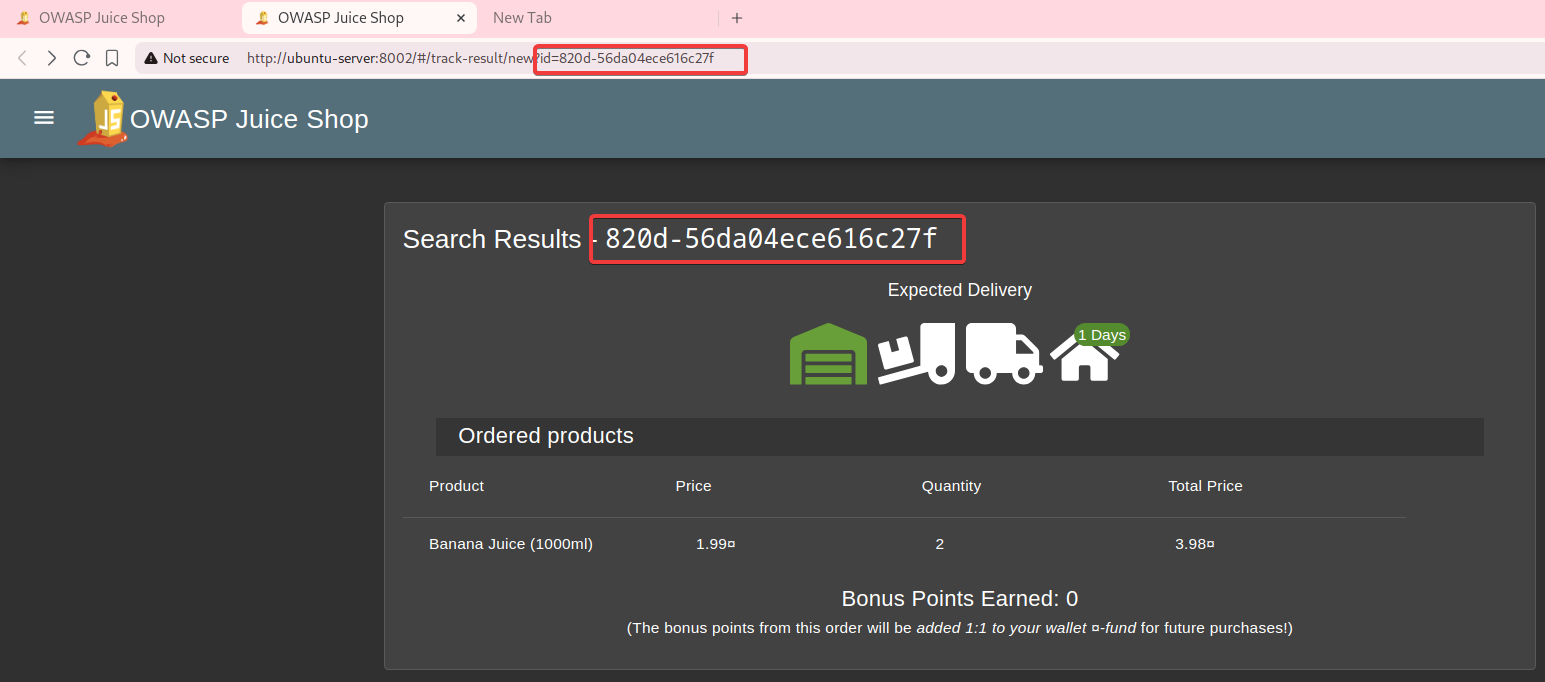 OWASP Juice Shop
OWASP Juice Shop ×
New Tab +
Not secure http://ubuntu-server:8002/#/track-result/new?id=820d-56da04ece616c27f
JS OWASP Juice Shop
Search Results - 820d-56da04ece616c27f
Expected Delivery
1 Days
Ordered products
Product Price Quantity Total Price
Banana Juice (1000ml) 1.99¤ 2 3.98¤
Bonus Points Earned: 0
(The bonus points from this order will be added 1:1 to your wallet ¤-fund for future purchases!)